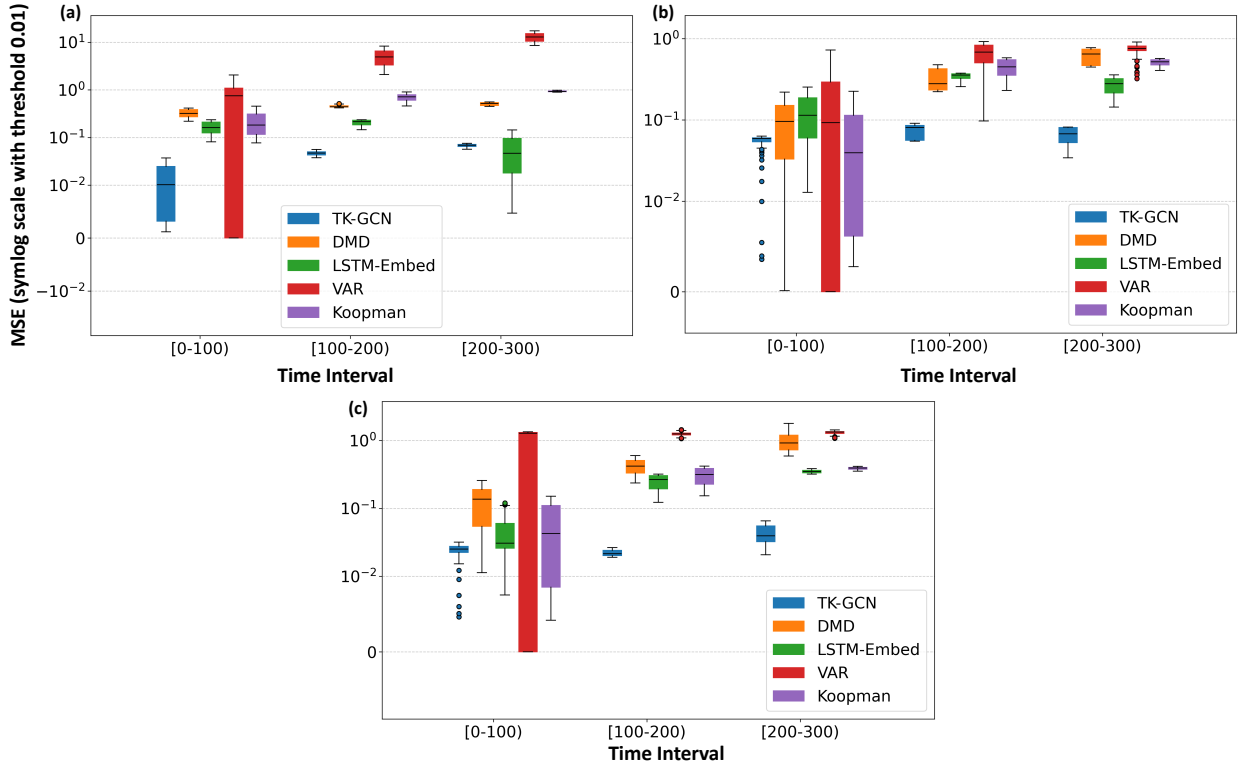 (a)
MSE (symlog scale with threshold 0.01)
10^1
10^0
10^-1
10^-2
0
−10^-2
TK-GCN
DMD
LSTM-Embed
VAR
Koopman
[0-100)
[100-200)
[200-300)
Time Interval
(b)
10^0
10^-1
10^-2
0
TK-GCN
DMD
LSTM-Embed
VAR
Koopman
[0-100)
[100-200)
[200-300)
Time Interval
(c)
10^0
10^-1
10^-2
0
TK-GCN
DMD
LSTM-Embed
VAR
Koopman
[0-100)
[100-200)
[200-300)
Time Interval